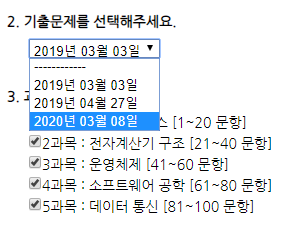 2. 기출문제를 선택해주세요.
2019년 03월 03일
------------
2019년 03월 03일
2019년 04월 27일
2020년 03월 08일
3.
스 [1~20 문항]
2과목 : 전자계산기 구조 [21~40 문항]
3과목 : 운영체제 [41~60 문항]
4과목 : 소프트웨어 공학 [61~80 문항]
5과목 : 데이터 통신 [81~100 문항]